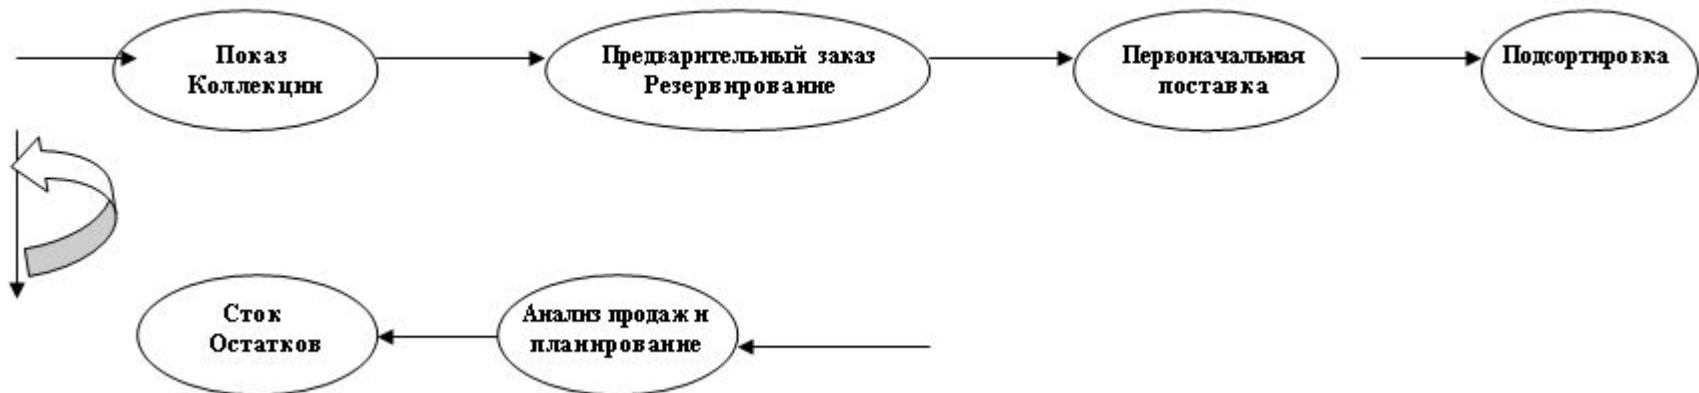 Показ
Коллекции
Предварительный заказ
Резервирование
Первоначальная
поставка
Подсортировка
Сток
Остатков
Анализ продаж и
планирование